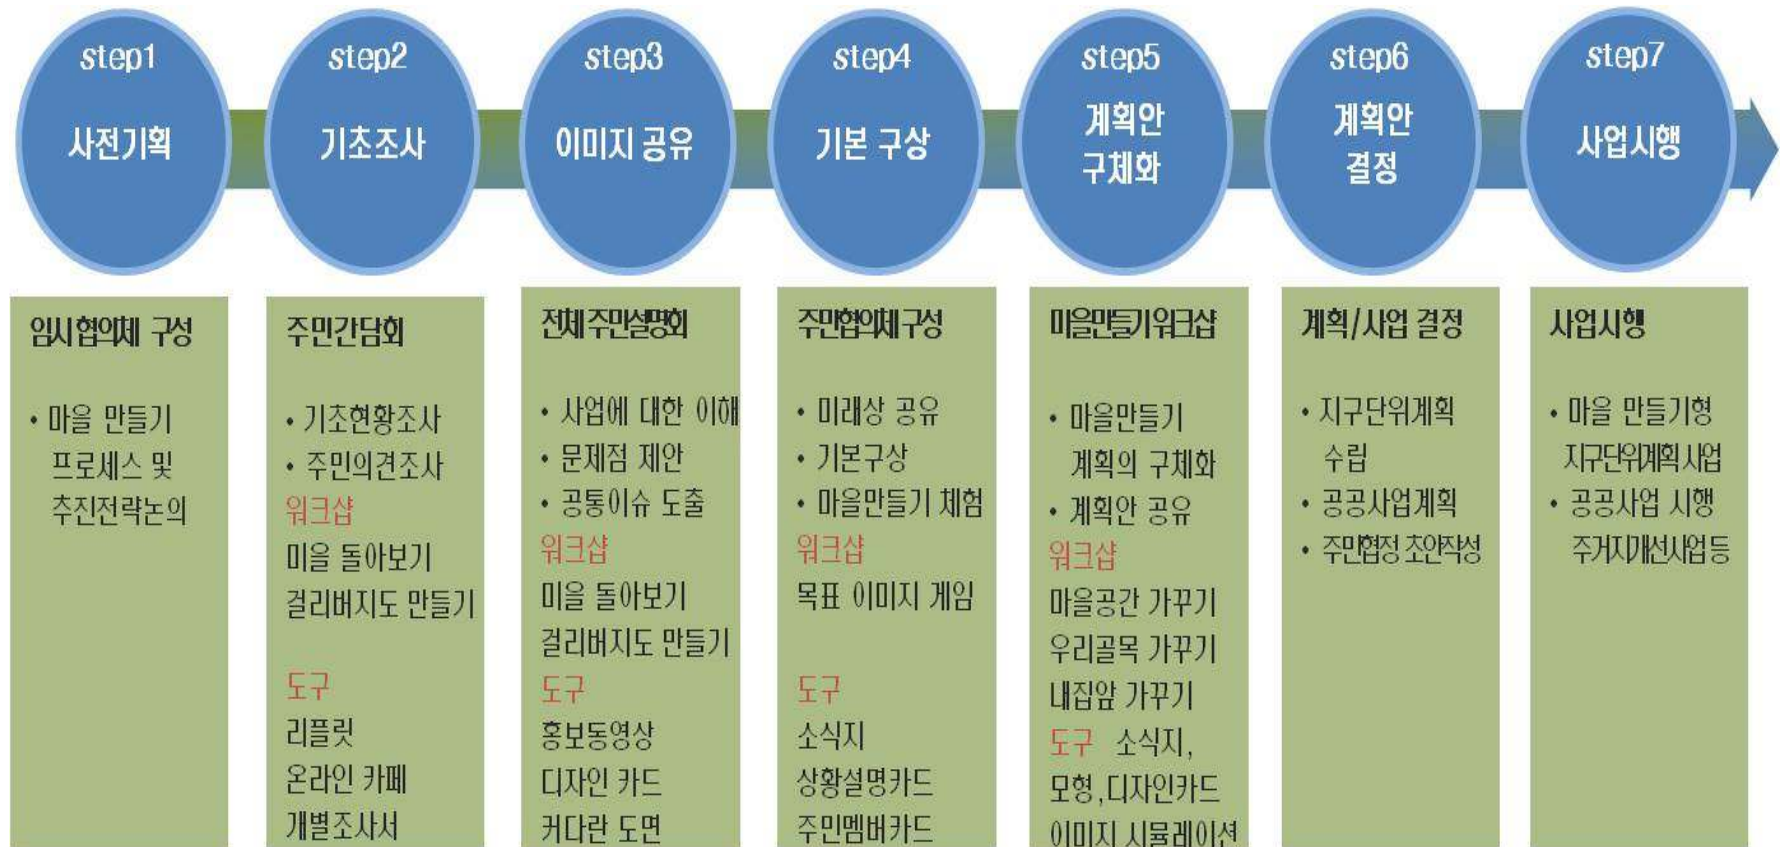 step1
사전기획
step2
기초조사
step3
이미지 공유
step4
기본 구상
step5
계획안
구체화
step6
계획안
결정
step7
사업시행
임시협의체 구성
• 마을 만들기
프로세스 및
추진전략논의
주민간담회
• 기초현황조사
• 주민의견조사
워크샵
미을 돌아보기
걸리버지도 만들기
도구
리플릿
온라인 카페
개별조사서
전체주민설명회
• 사업에 대한 이해
• 문제점 제안
• 공통이슈 도출
워크샵
미을 돌아보기
걸리버지도 만들기
도구
홍보동영상
디자인 카드
커다란 도면
주민협의체구성
• 미래상 공유
• 기본구상
• 마을만들기 체험
워크샵
목표 이미지 게임
도구
소식지
상황설명카드
주민멤버카드
미을만들기워크샵
• 마을만들기
계획의 구체화
• 계획안 공유
워크샵
마을공간 가꾸기
우리골목 가꾸기
내집앞 가꾸기
도구 소식지,
모형,디자인카드
이미지 시뮬레이션
계획/사업 결정
• 지구단위계획
수립
• 공공사업계획
• 주민협정 초안작성
사업시행
• 마을 만들기형
지구단위계획 사업
• 공공사업 시행
주거지개선사업 등